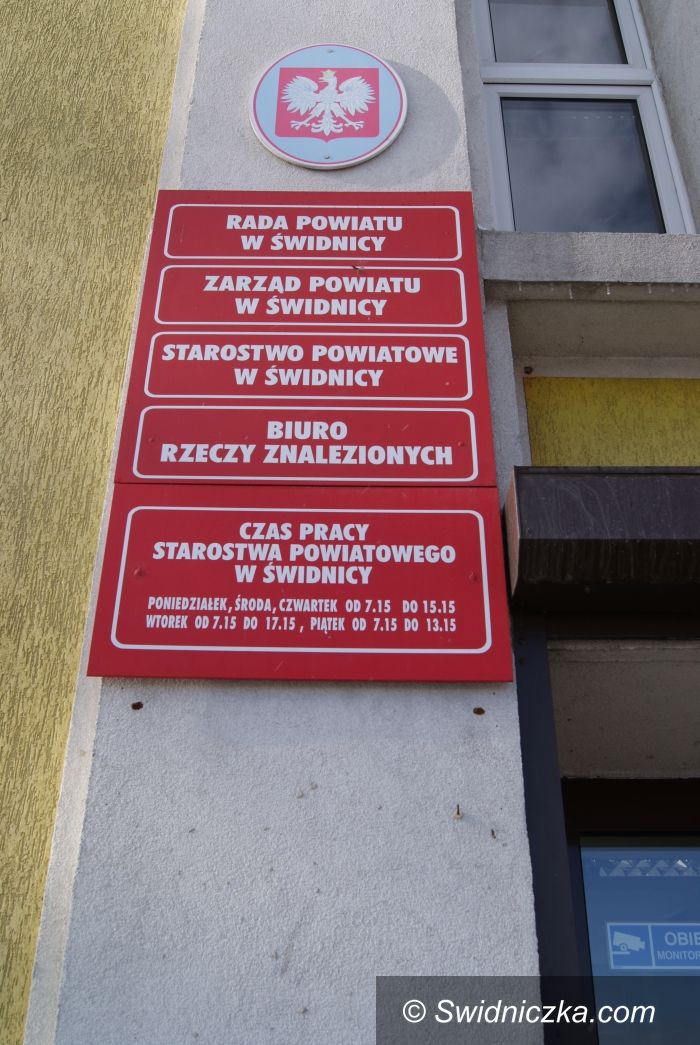 RADA POWIATU
W ŚWIDNICY
ZARZĄD POWIATU
W ŚWIDNICY
STAROSTWO POWIATOWE
W ŚWIDNICY
BIURO
RZECZY ZNALEZIONYCH
CZAS PRACY
STAROSTWA POWIATOWEGO
W ŚWIDNICY
PONIEDZIAŁEK, ŚRODA, CZWARTEK OD 7.15 DO 15.15
WTOREK OD 7.15 DO 17.15 , PIĄTEK OD 7.15 DO 13.15
OBIE
MONITOR
© Swidniczka.com